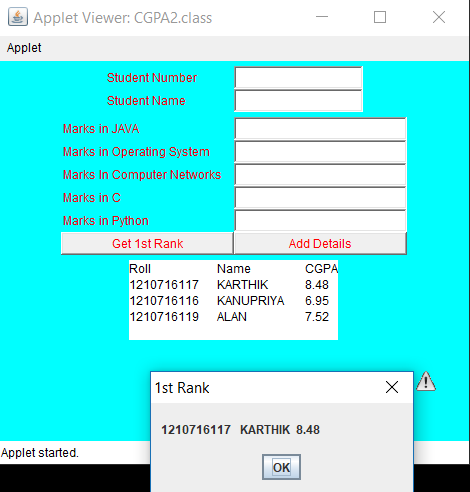 Applet Viewer: CGPA2.class
Applet
Student Number
Student Name
Marks in JAVA
Marks in Operating System
Marks In Computer Networks
Marks in C
Marks in Python
Get 1st Rank Add Details
Roll Name CGPA
1210716117 KARTHIK 8.48
1210716116 KANUPRIYA 6.95
1210716119 ALAN 7.52
1st Rank
1210716117 KARTHIK 8.48
OK
Applet started.